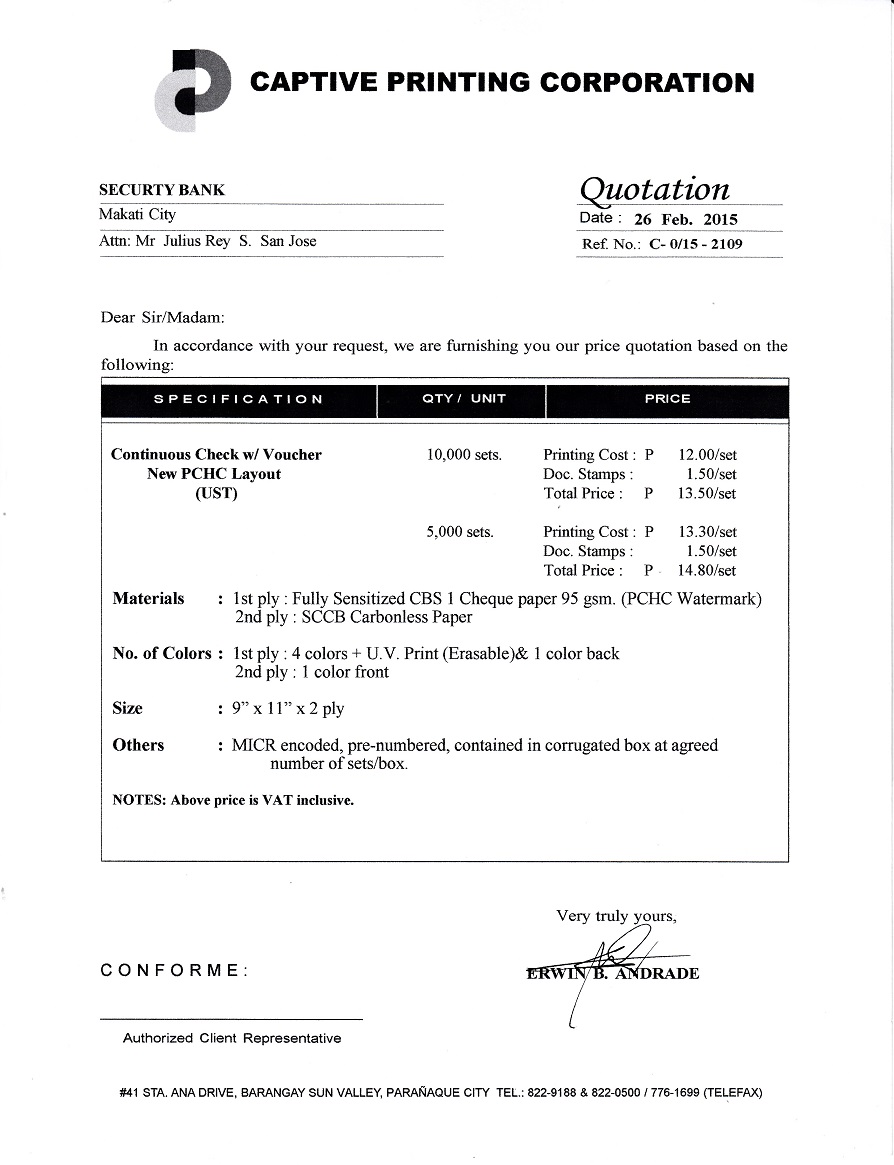 CAPTIVE PRINTING CORPORATION
SECURTY BANK
Makati City
Attn: Mr Julius Rey S. San Jose
Quotation
Date : 26 Feb. 2015
Ref. No.: C- 0/15 - 2109
Dear Sir/Madam:
In accordance with your request, we are furnishing you our price quotation based on the
following:
SPECIFICATION QTY / UNIT PRICE
Continuous Check w/ Voucher 10,000 sets. Printing Cost : P 12.00/set
New PCHC Layout Doc. Stamps : 1.50/set
(UST) Total Price : P 13.50/set
5,000 sets. Printing Cost : P 13.30/set
Doc. Stamps : 1.50/set
Total Price : P 14.80/set
Materials : 1st ply : Fully Sensitized CBS 1 Cheque paper 95 gsm. (PCHC Watermark)
2nd ply : SCCB Carbonless Paper
No. of Colors : 1st ply : 4 colors + U.V. Print (Erasable)& 1 color back
2nd ply : 1 color front
Size : 9" x 11" x 2 ply
Others : MICR encoded, pre-numbered, contained in corrugated box at agreed
number of sets/box.
NOTES: Above price is VAT inclusive.
Very truly yours,
ERWIN B. ANDRADE
CONFORME:
Authorized Client Representative
#41 STA. ANA DRIVE, BARANGAY SUN VALLEY, PARAÑAQUE CITY TEL.: 822-9188 & 822-0500 / 776-1699 (TELEFAX)